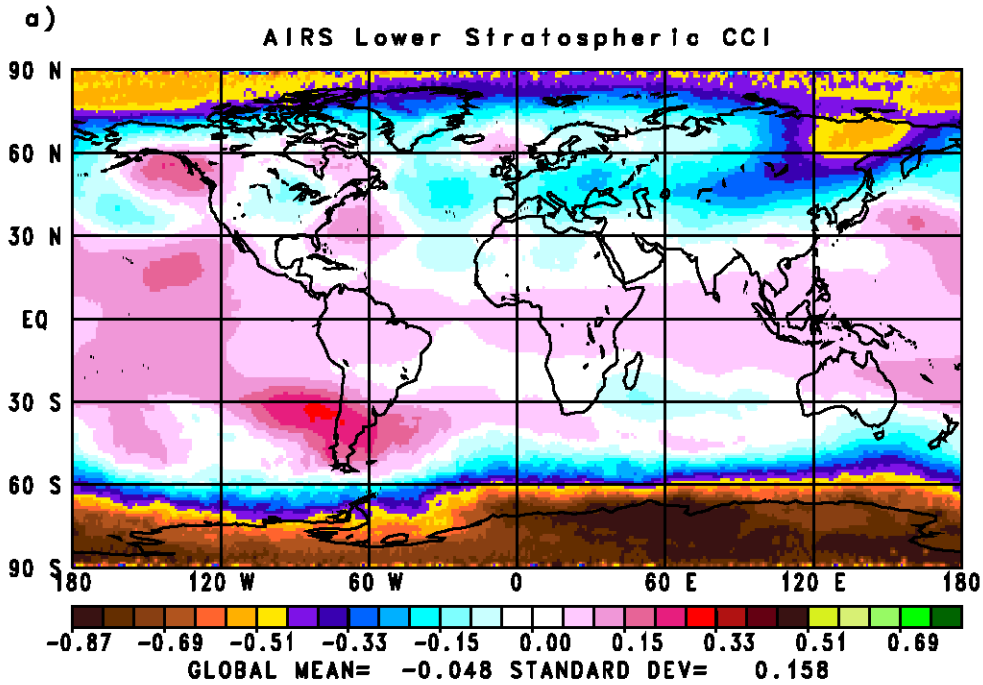 a)
AIRS Lower Stratospheric CCI
90 N
60 N
30 N
EQ
30 S
60 S
90 S
180 120 W 60 W 0 60 E 120 E 180
-0.87 -0.69 -0.51 -0.33 -0.15 0.00 0.15 0.33 0.51 0.69
GLOBAL MEAN= -0.048 STANDARD DEV= 0.158